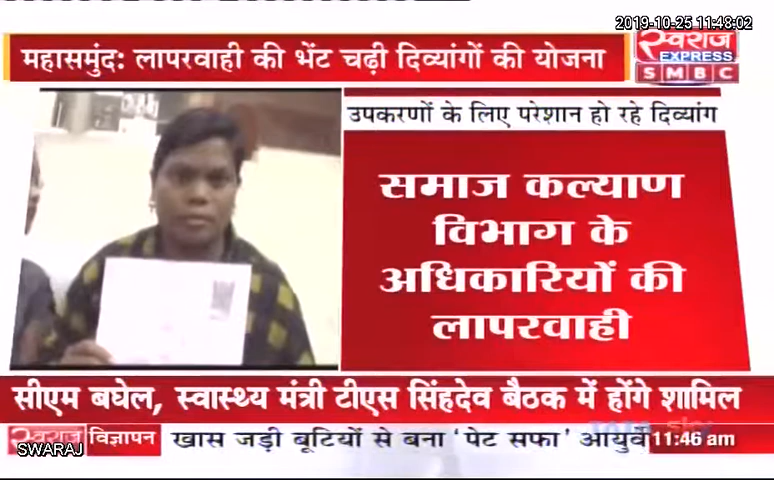 2019-10-25 11:48:02
महासमुंद: लापरवाही की भेंट चढ़ी दिव्यांगों की योजना
स्वराज
EXPRESS
SMBC
उपकरणों के लिए परेशान हो रहे दिव्यांग
समाज कल्याण
विभाग के
अधिकारियों की
लापरवाही
सीएम बघेल, स्वास्थ्य मंत्री टीएस सिंहदेव बैठक में होंगे शामिल
स्वराज विज्ञापन खास जड़ी बूटियों से बना 'पेट सफा' आयुर्वे 11:46 am
SWARAJ